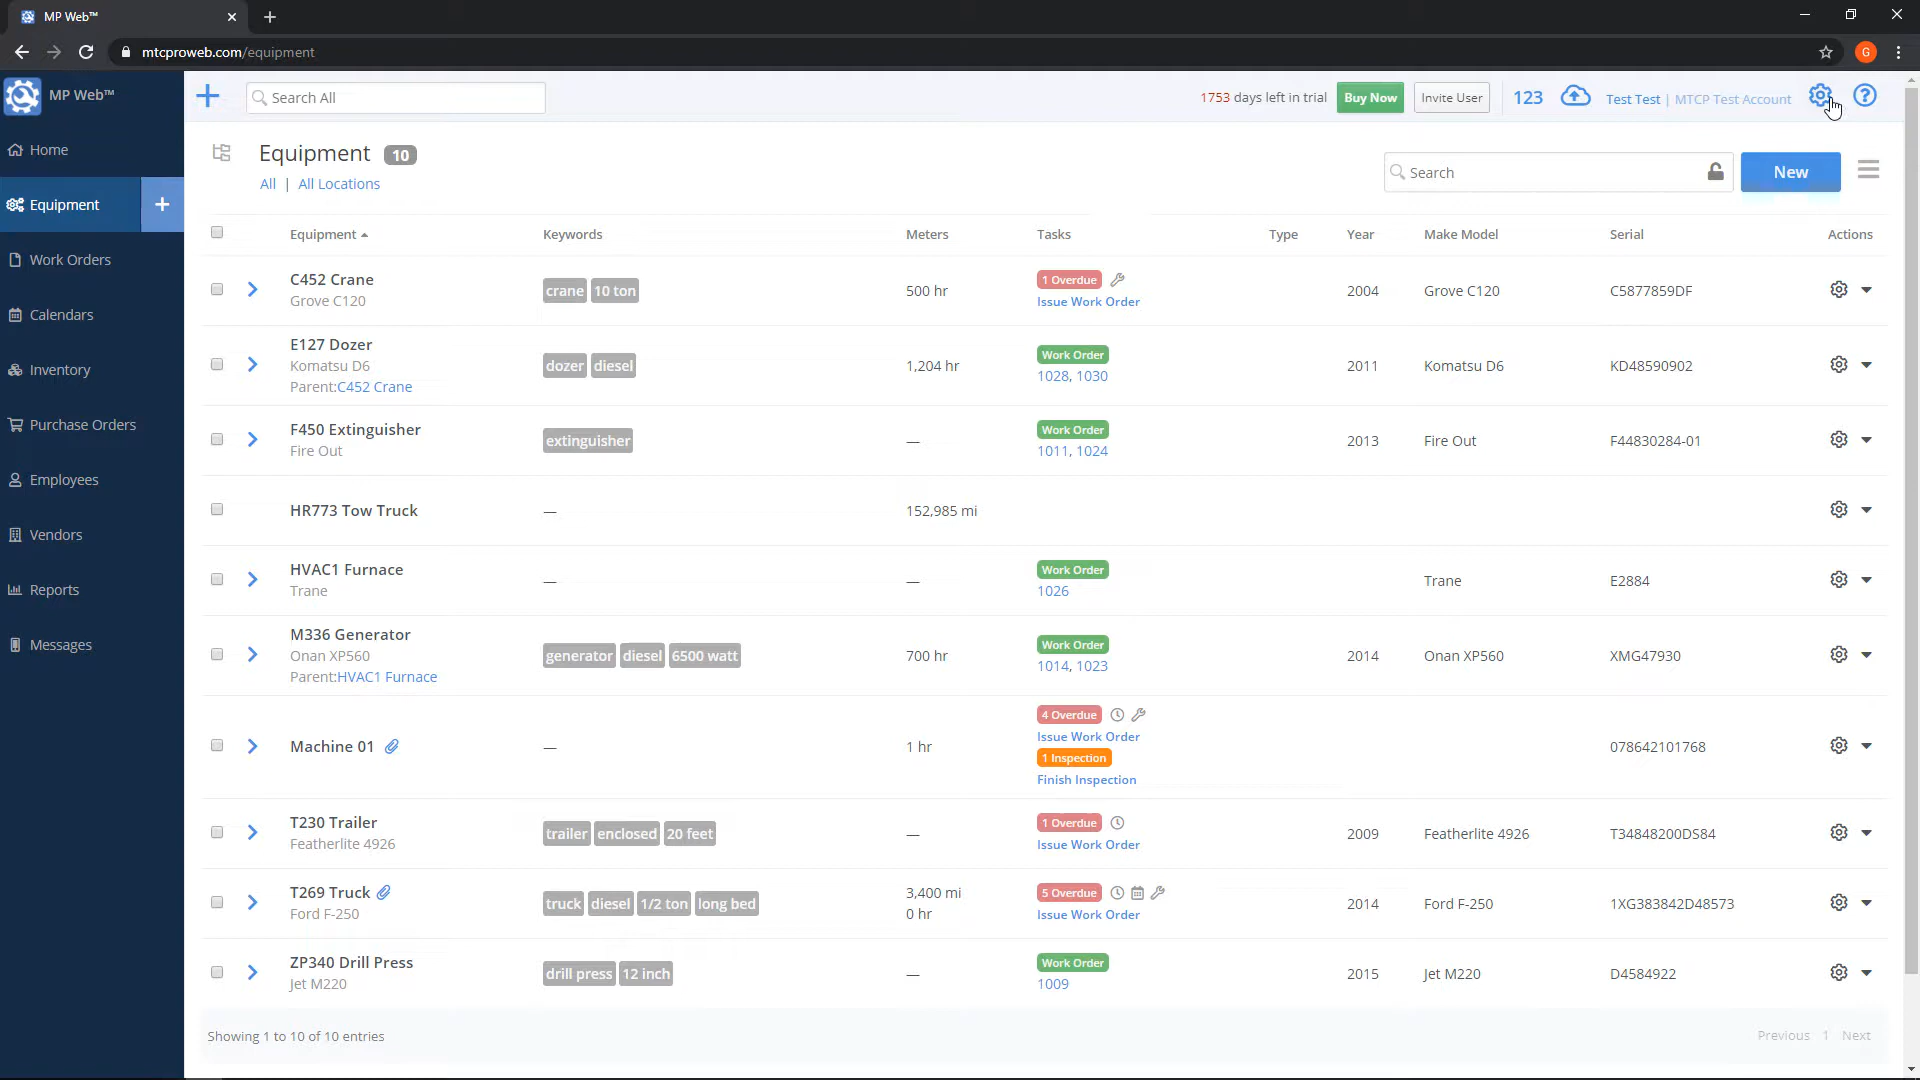 MP Web™
mtcproweb.com/equipment
G
MP Web™
Search All
1753 days left in trial
Buy Now
Invite User
123
Test Test | MTCP Test Account
Home
Equipment
Work Orders
Calendars
Inventory
Purchase Orders
Employees
Vendors
Reports
Messages
Equipment 10
All | All Locations
Search
New
Equipment Keywords Meters Tasks Type Year Make Model Serial Actions
C452 Crane
Grove C120
crane 10 ton
500 hr
1 Overdue
Issue Work Order
2004
Grove C120
C5877859DF
E127 Dozer
Komatsu D6
Parent:C452 Crane
dozer diesel
1,204 hr
Work Order
1028, 1030
2011
Komatsu D6
KD48590902
F450 Extinguisher
Fire Out
extinguisher
—
Work Order
1011, 1024
2013
Fire Out
F44830284-01
HR773 Tow Truck
—
152,985 mi
HVAC1 Furnace
Trane
—
—
Work Order
1026
Trane
E2884
M336 Generator
Onan XP560
Parent:HVAC1 Furnace
generator diesel 6500 watt
700 hr
Work Order
1014, 1023
2014
Onan XP560
XMG47930
Machine 01
—
1 hr
4 Overdue
Issue Work Order
1 Inspection
Finish Inspection
078642101768
T230 Trailer
Featherlite 4926
trailer enclosed 20 feet
—
1 Overdue
Issue Work Order
2009
Featherlite 4926
T34848200DS84
T269 Truck
Ford F-250
truck diesel 1/2 ton long bed
3,400 mi
0 hr
5 Overdue
Issue Work Order
2014
Ford F-250
1XG383842D48573
ZP340 Drill Press
Jet M220
drill press 12 inch
—
Work Order
1009
2015
Jet M220
D4584922
Showing 1 to 10 of 10 entries
Previous 1 Next